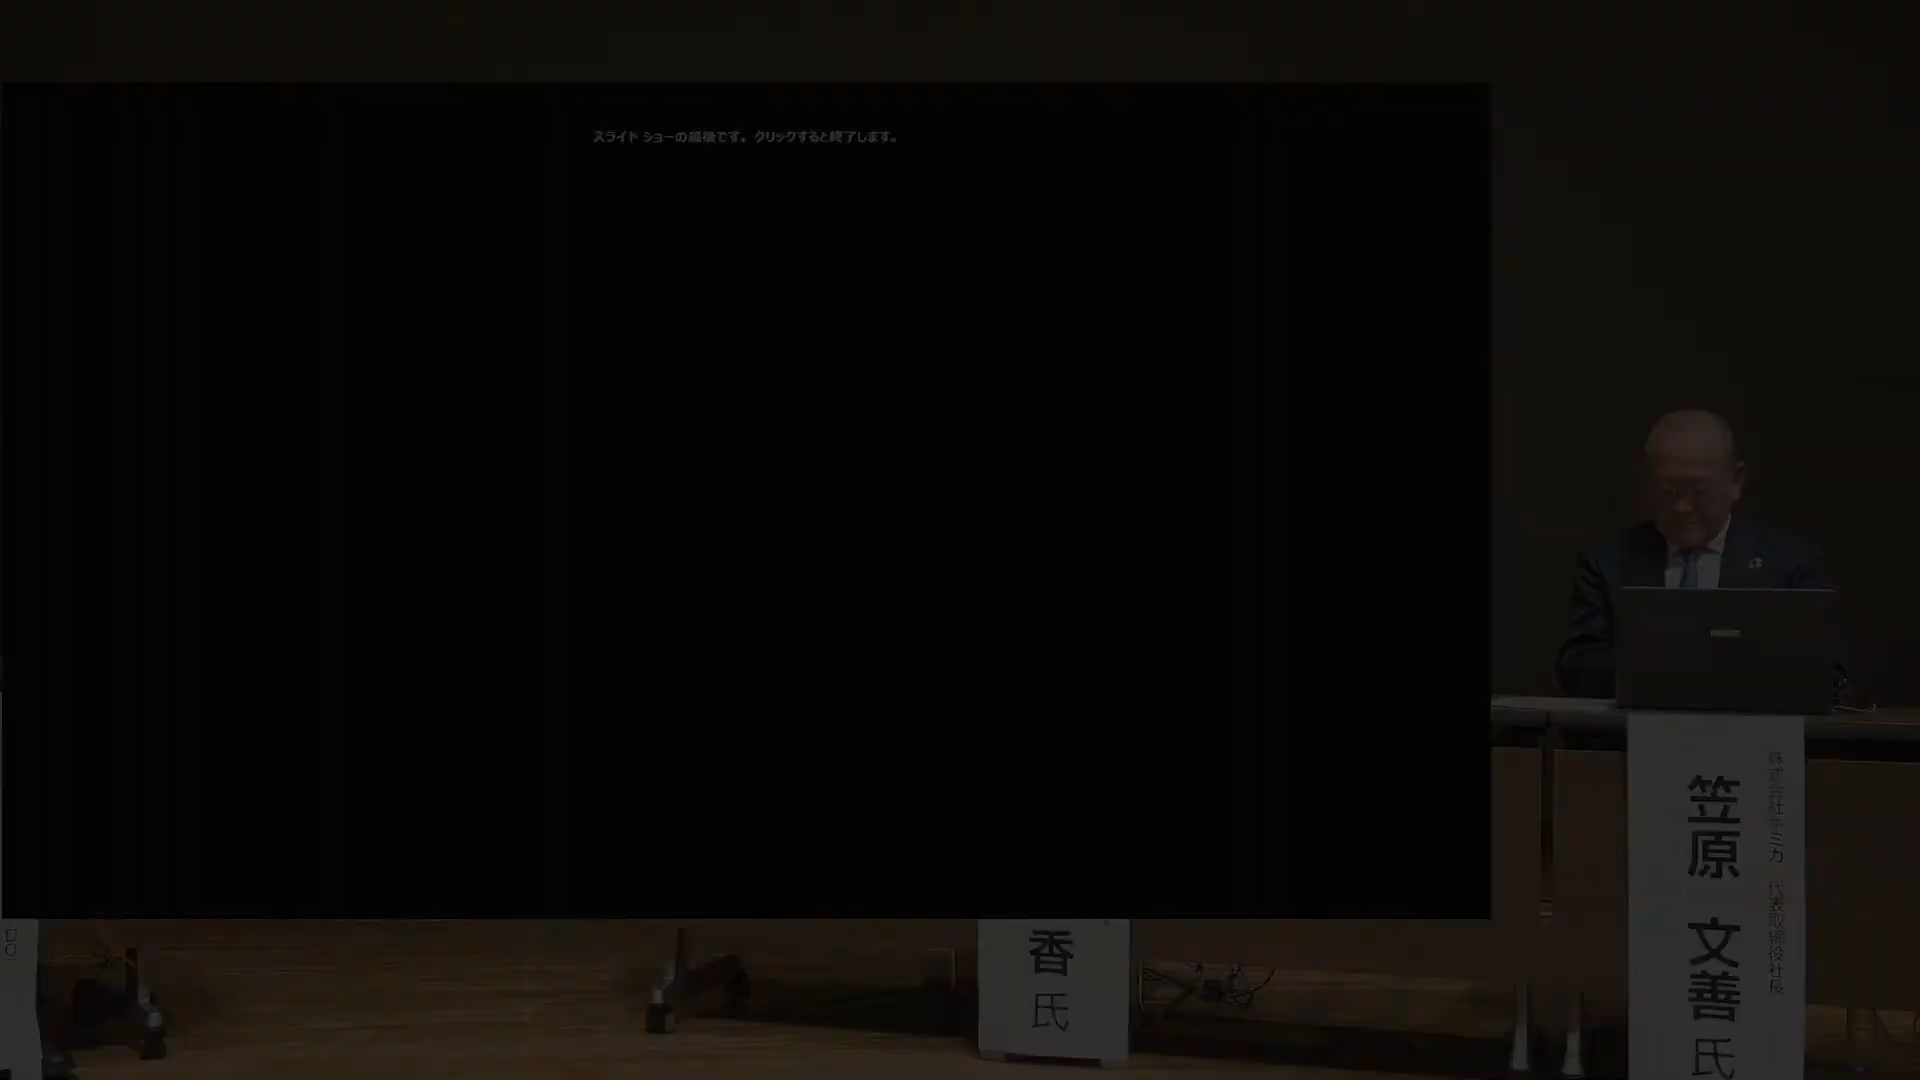 スライド ショーの最後です。クリックすると終了します。
株式会社キミカ 代表取締役社長
笠原 文善 氏
香 氏